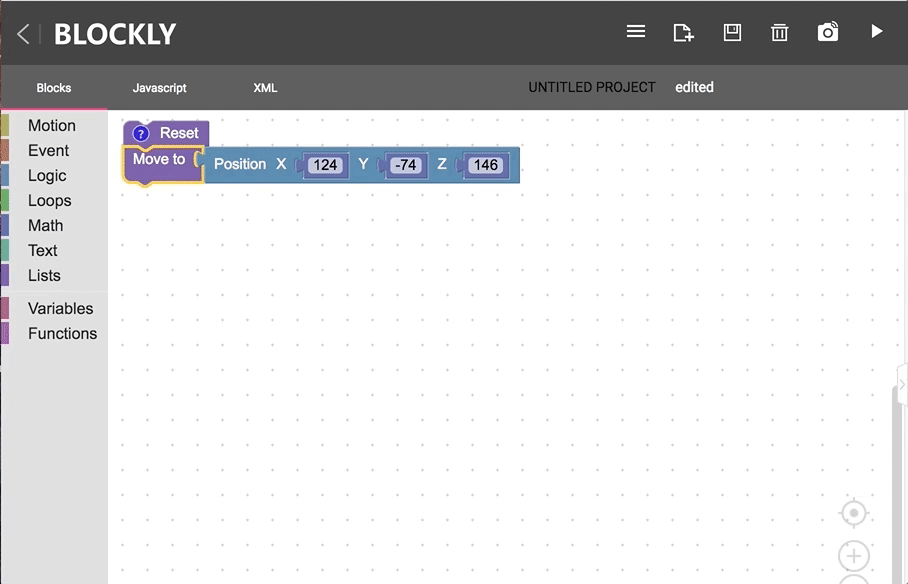 BLOCKLY
Blocks Javascript XML UNTITLED PROJECT edited
Motion
Event
Logic
Loops
Math
Text
Lists
Variables
Functions
? Reset
Move to Position X 124 Y -74 Z 146